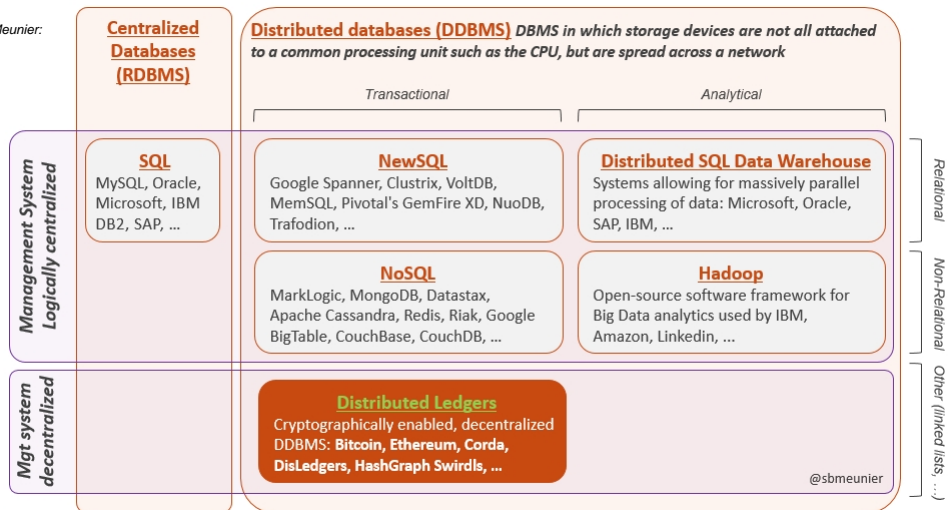 Meunier:
Centralized
Databases
(RDBMS)
Distributed databases (DDBMS) DBMS in which storage devices are not all attached
to a common processing unit such as the CPU, but are spread across a network
Transactional
Analytical
Management System
Logically centralized
SQL
MySQL, Oracle,
Microsoft, IBM
DB2, SAP, ...
NewSQL
Google Spanner, Clustrix, VoltDB,
MemSQL, Pivotal's GemFire XD, NuoDB,
Trafodion, ...
Distributed SQL Data Warehouse
Systems allowing for massively parallel
processing of data: Microsoft, Oracle,
SAP, IBM, ...
Relational
NoSQL
MarkLogic, MongoDB, Datastax,
Apache Cassandra, Redis, Riak, Google
BigTable, CouchBase, CouchDB, ...
Hadoop
Open-source software framework for
Big Data analytics used by IBM,
Amazon, Linkedin, ...
Non-Relational
Mgt system
decentralized
Distributed Ledgers
Cryptographically enabled, decentralized
DDBMS: Bitcoin, Ethereum, Corda,
DisLedgers, HashGraph Swirdls, ...
Other (linked lists, ...)
@sbmeunier